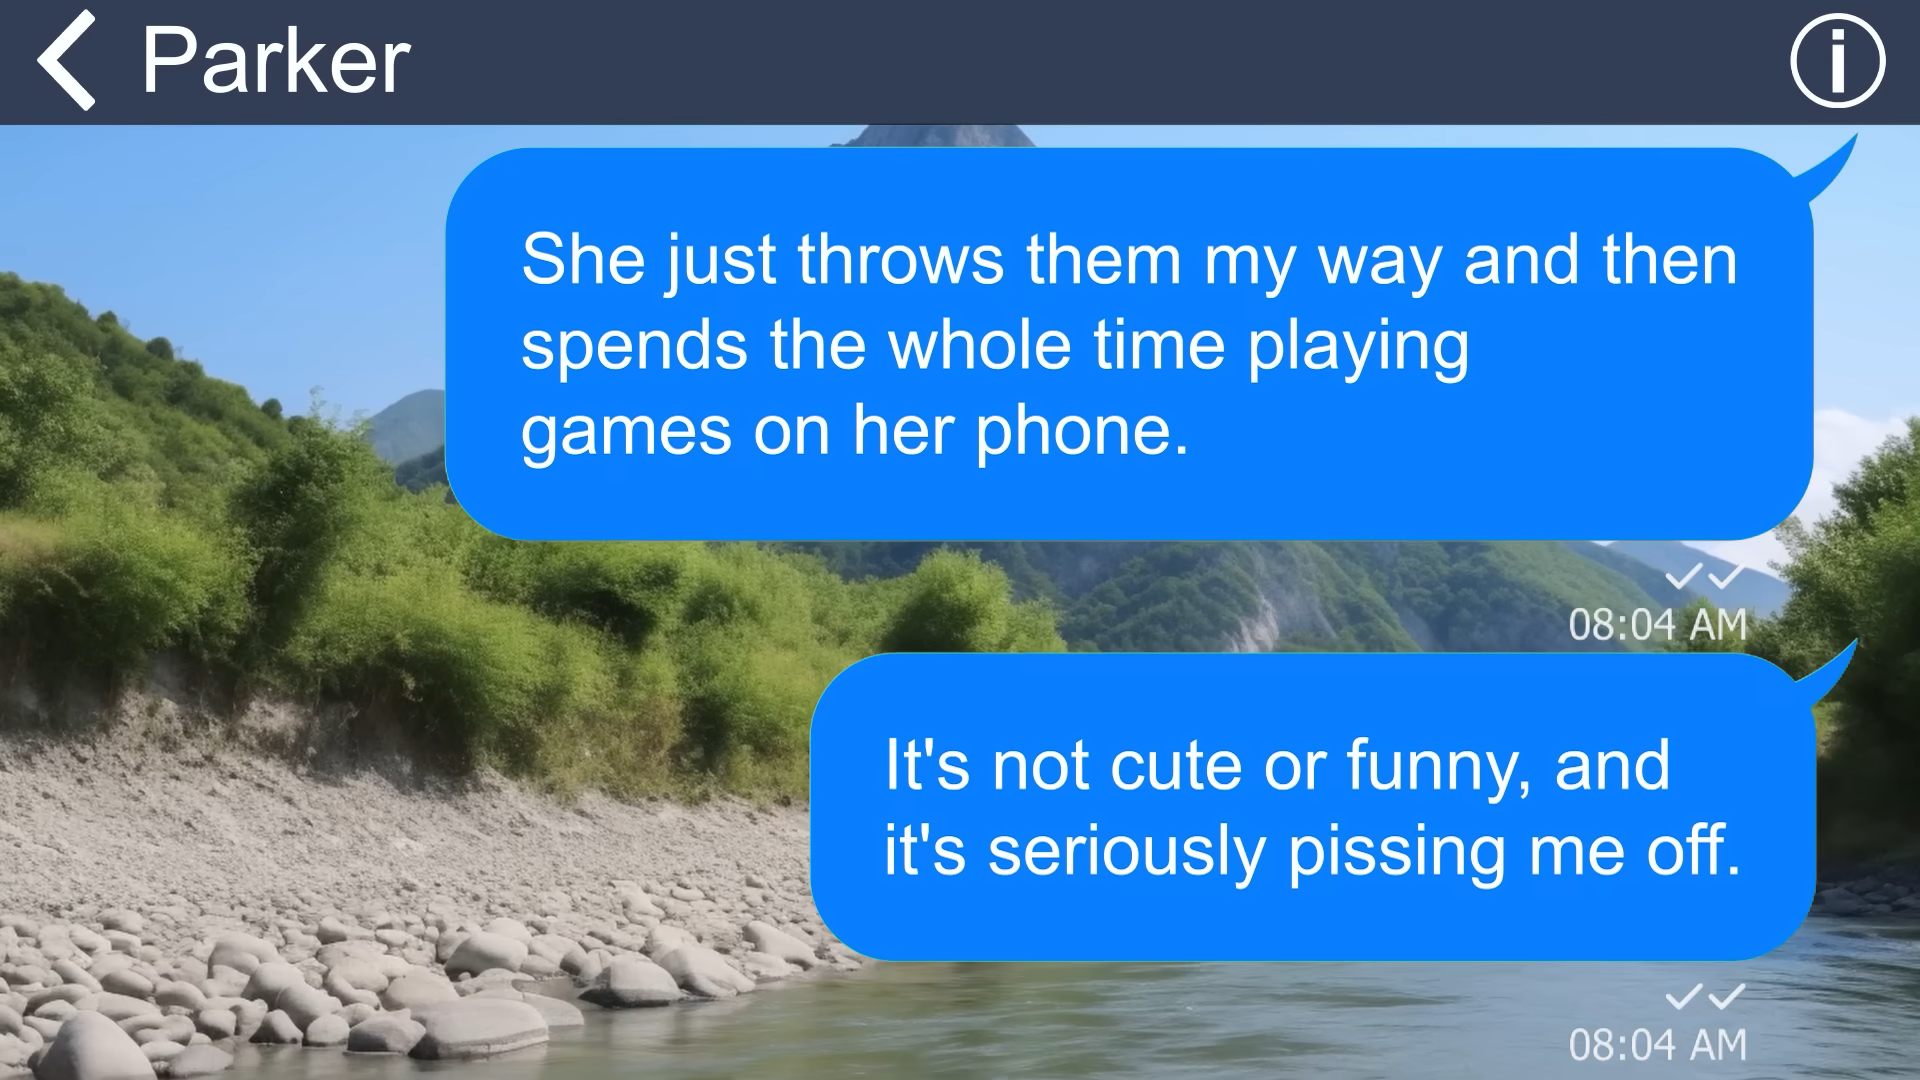 Parker
She just throws them my way and then
spends the whole time playing
games on her phone.
08:04 AM
It's not cute or funny, and
it's seriously pissing me off.
08:04 AM